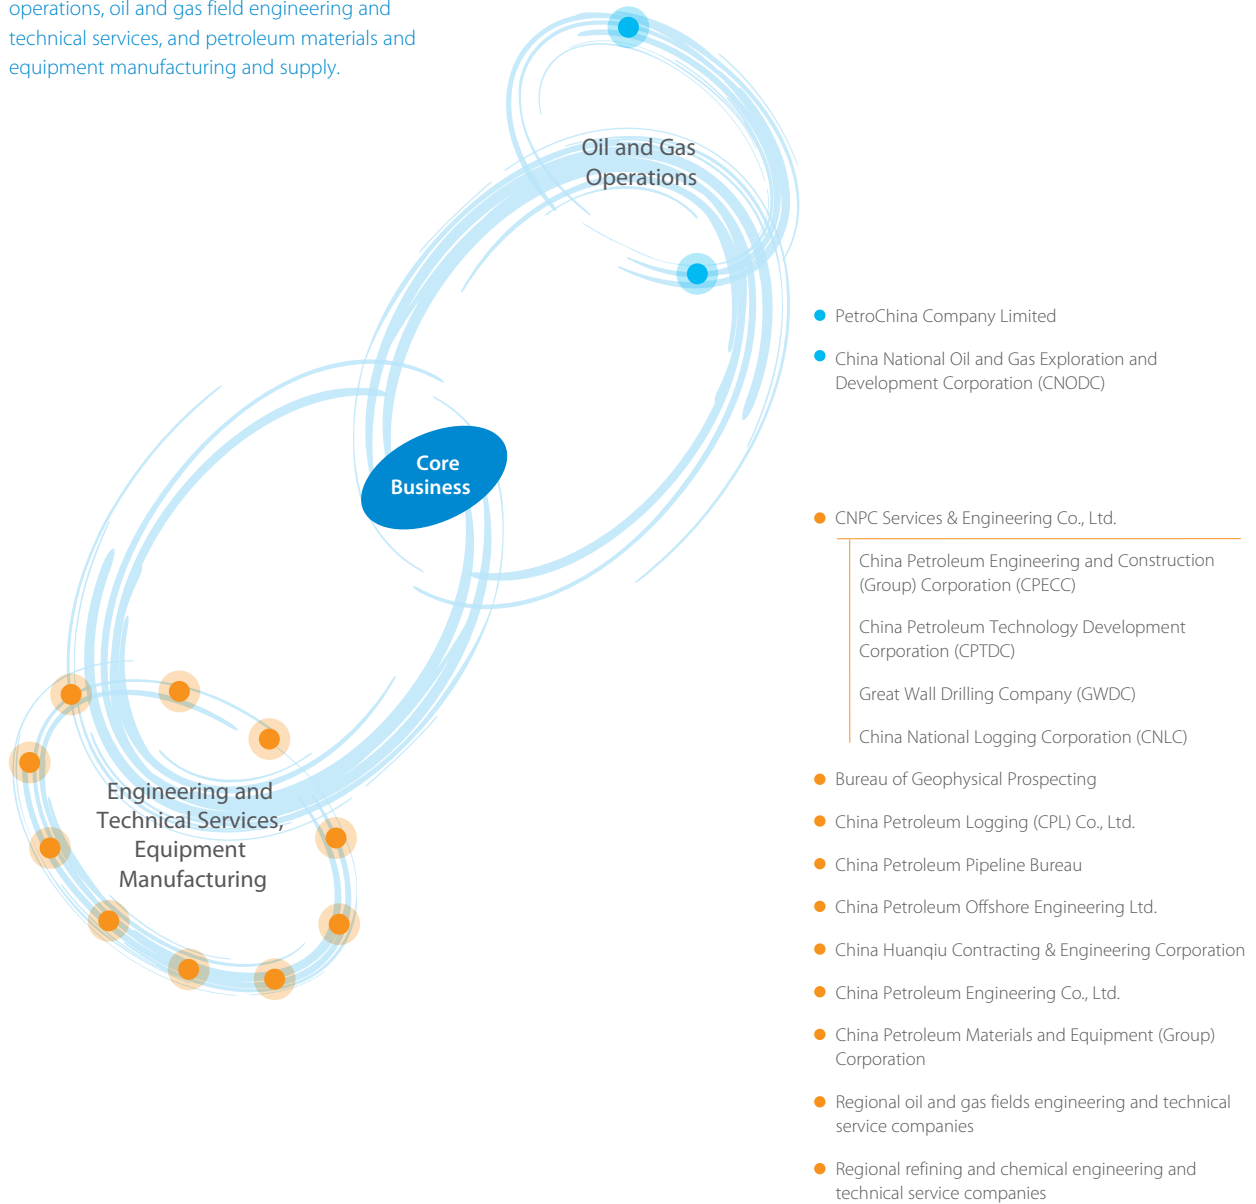 operations, oil and gas field engineering and
technical services, and petroleum materials and
equipment manufacturing and supply.
Oil and Gas
Operations
Core
Business
Engineering and
Technical Services,
Equipment
Manufacturing
PetroChina Company Limited
China National Oil and Gas Exploration and
Development Corporation (CNODC)
CNPC Services & Engineering Co., Ltd.
China Petroleum Engineering and Construction
(Group) Corporation (CPECC)
China Petroleum Technology Development
Corporation (CPTDC)
Great Wall Drilling Company (GWDC)
China National Logging Corporation (CNLC)
Bureau of Geophysical Prospecting
China Petroleum Logging (CPL) Co., Ltd.
China Petroleum Pipeline Bureau
China Petroleum Offshore Engineering Ltd.
China Huanqiu Contracting & Engineering Corporation
China Petroleum Engineering Co., Ltd.
China Petroleum Materials and Equipment (Group)
Corporation
Regional oil and gas fields engineering and technical
service companies
Regional refining and chemical engineering and
technical service companies